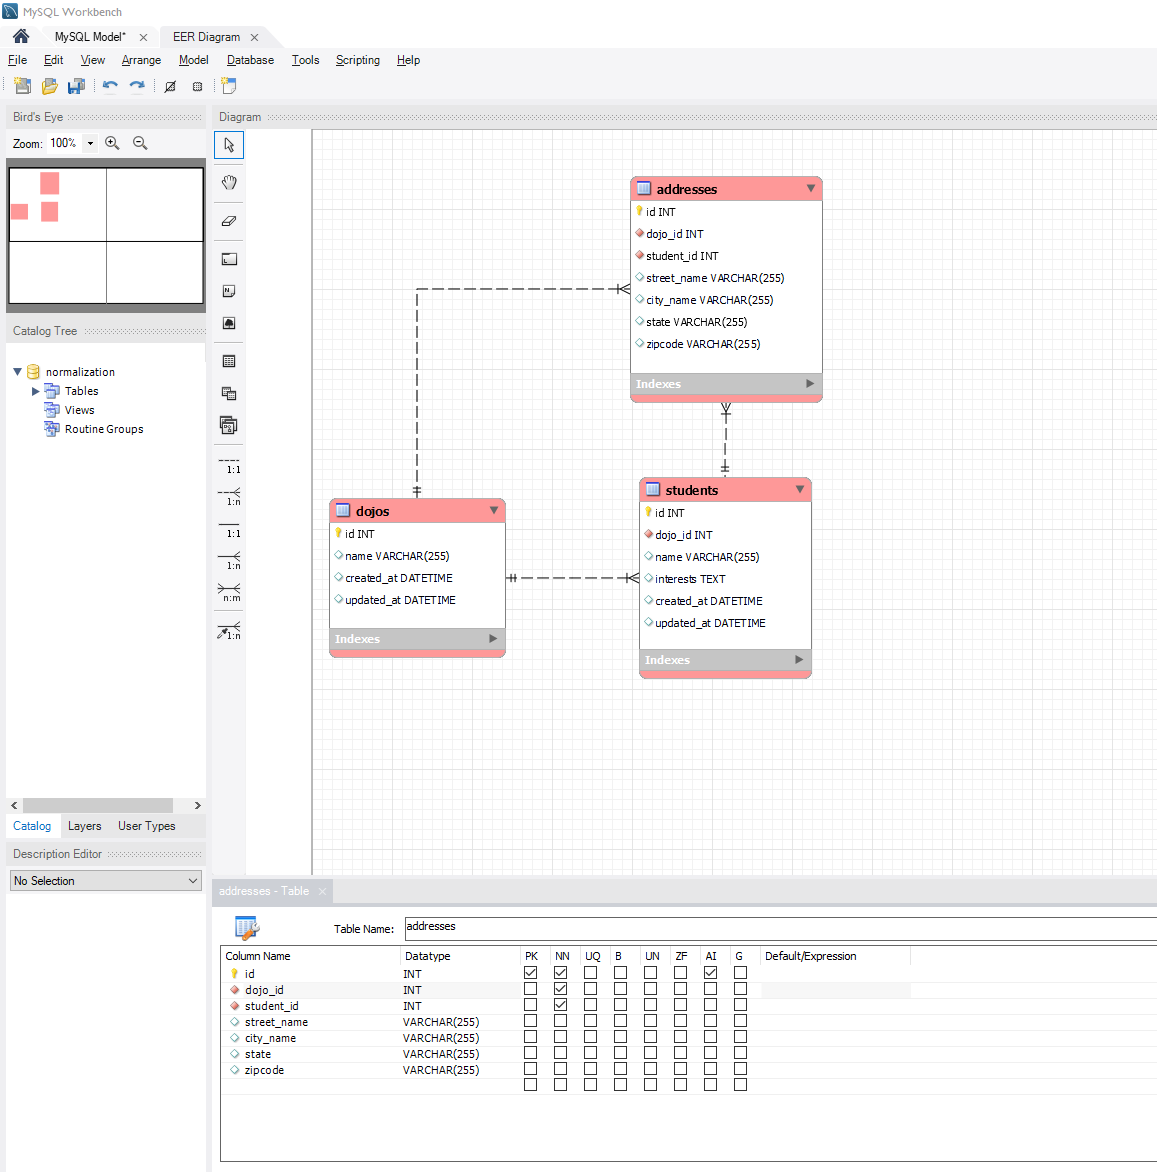 MySQL Workbench
MySQL Model* EER Diagram
File Edit View Arrange Model Database Tools Scripting Help
Bird's Eye
Zoom: 100%
Catalog Tree
normalization
Tables
Views
Routine Groups
Catalog Layers User Types
Description Editor
No Selection
Diagram
1:1
1:n
1:1
1:n
n:m
1:n
addresses
id INT
dojo_id INT
student_id INT
street_name VARCHAR(255)
city_name VARCHAR(255)
state VARCHAR(255)
zipcode VARCHAR(255)
Indexes
dojos
id INT
name VARCHAR(255)
created_at DATETIME
updated_at DATETIME
Indexes
students
id INT
dojo_id INT
name VARCHAR(255)
interests TEXT
created_at DATETIME
updated_at DATETIME
Indexes
addresses - Table
Table Name: addresses
Column Name Datatype PK NN UQ B UN ZF AI G Default/Expression
id INT
dojo_id INT
student_id INT
street_name VARCHAR(255)
city_name VARCHAR(255)
state VARCHAR(255)
zipcode VARCHAR(255)